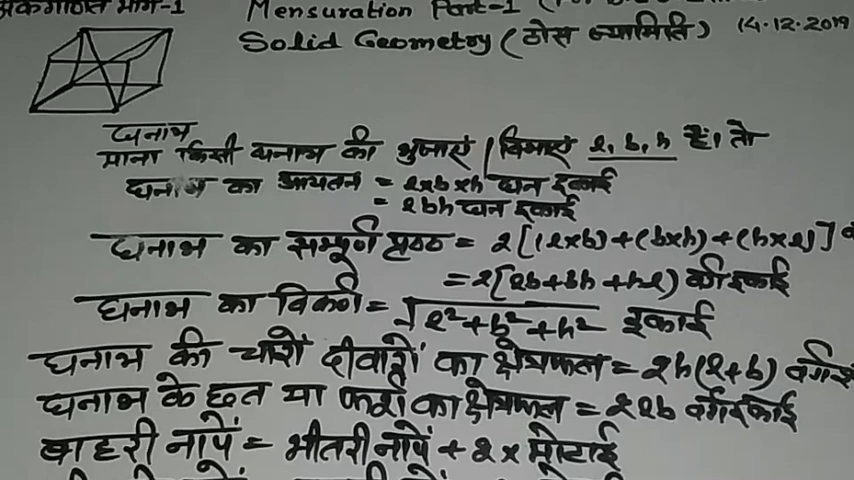 अंकगणित भाग-1
Mensuration Part-1
Solid Geometry (ठोस ज्यामिति) 14.12.2019
घनाभ
माना किसी घनाभ की भुजाएं / विमाएं l, b, h हैं। तो
घनाभ का आयतन = l×b×h घन इकाई
= lbh घन इकाई
घनाभ का सम्पूर्ण पृष्ठ = 2[(l×b)+(b×h)+(h×l)]
=2[lb+bh+hl) वर्ग इकाई
घनाभ का विकर्ण = √l²+b²+h² इकाई
घनाभ की चारों दीवारों का क्षेत्रफल = 2h(l+b) वर्ग
घनाभ के छत या फर्श का क्षेत्रफल = 2lb वर्ग इकाई
बाहरी नापें = भीतरी नापें + 2× मोटाई